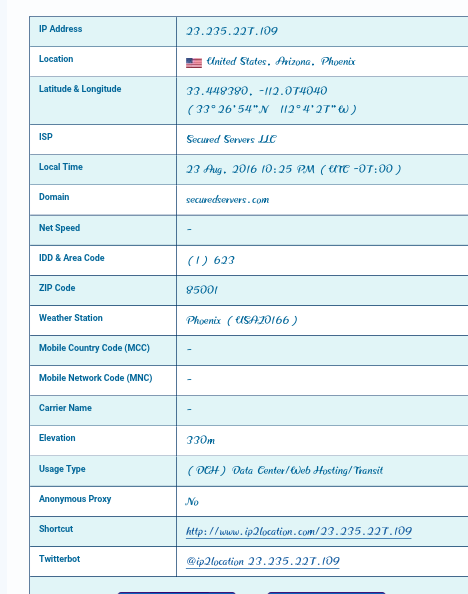 IP Address 23.235.227.109
Location United States, Arizona, Phoenix
Latitude & Longitude 33.448380, -112.074040
(33°26'54"N 112°4'27"W)
ISP Secured Servers LLC
Local Time 23 Aug, 2016 10:25 PM (UTC -07:00)
Domain securedservers.com
Net Speed -
IDD & Area Code (1) 623
ZIP Code 85001
Weather Station Phoenix (USAZ0166)
Mobile Country Code (MCC) -
Mobile Network Code (MNC) -
Carrier Name -
Elevation 330m
Usage Type (DCH) Data Center/Web Hosting/Transit
Anonymous Proxy No
Shortcut http://www.ip2location.com/23.235.227.109
Twitterbot @ip2location 23.235.227.109